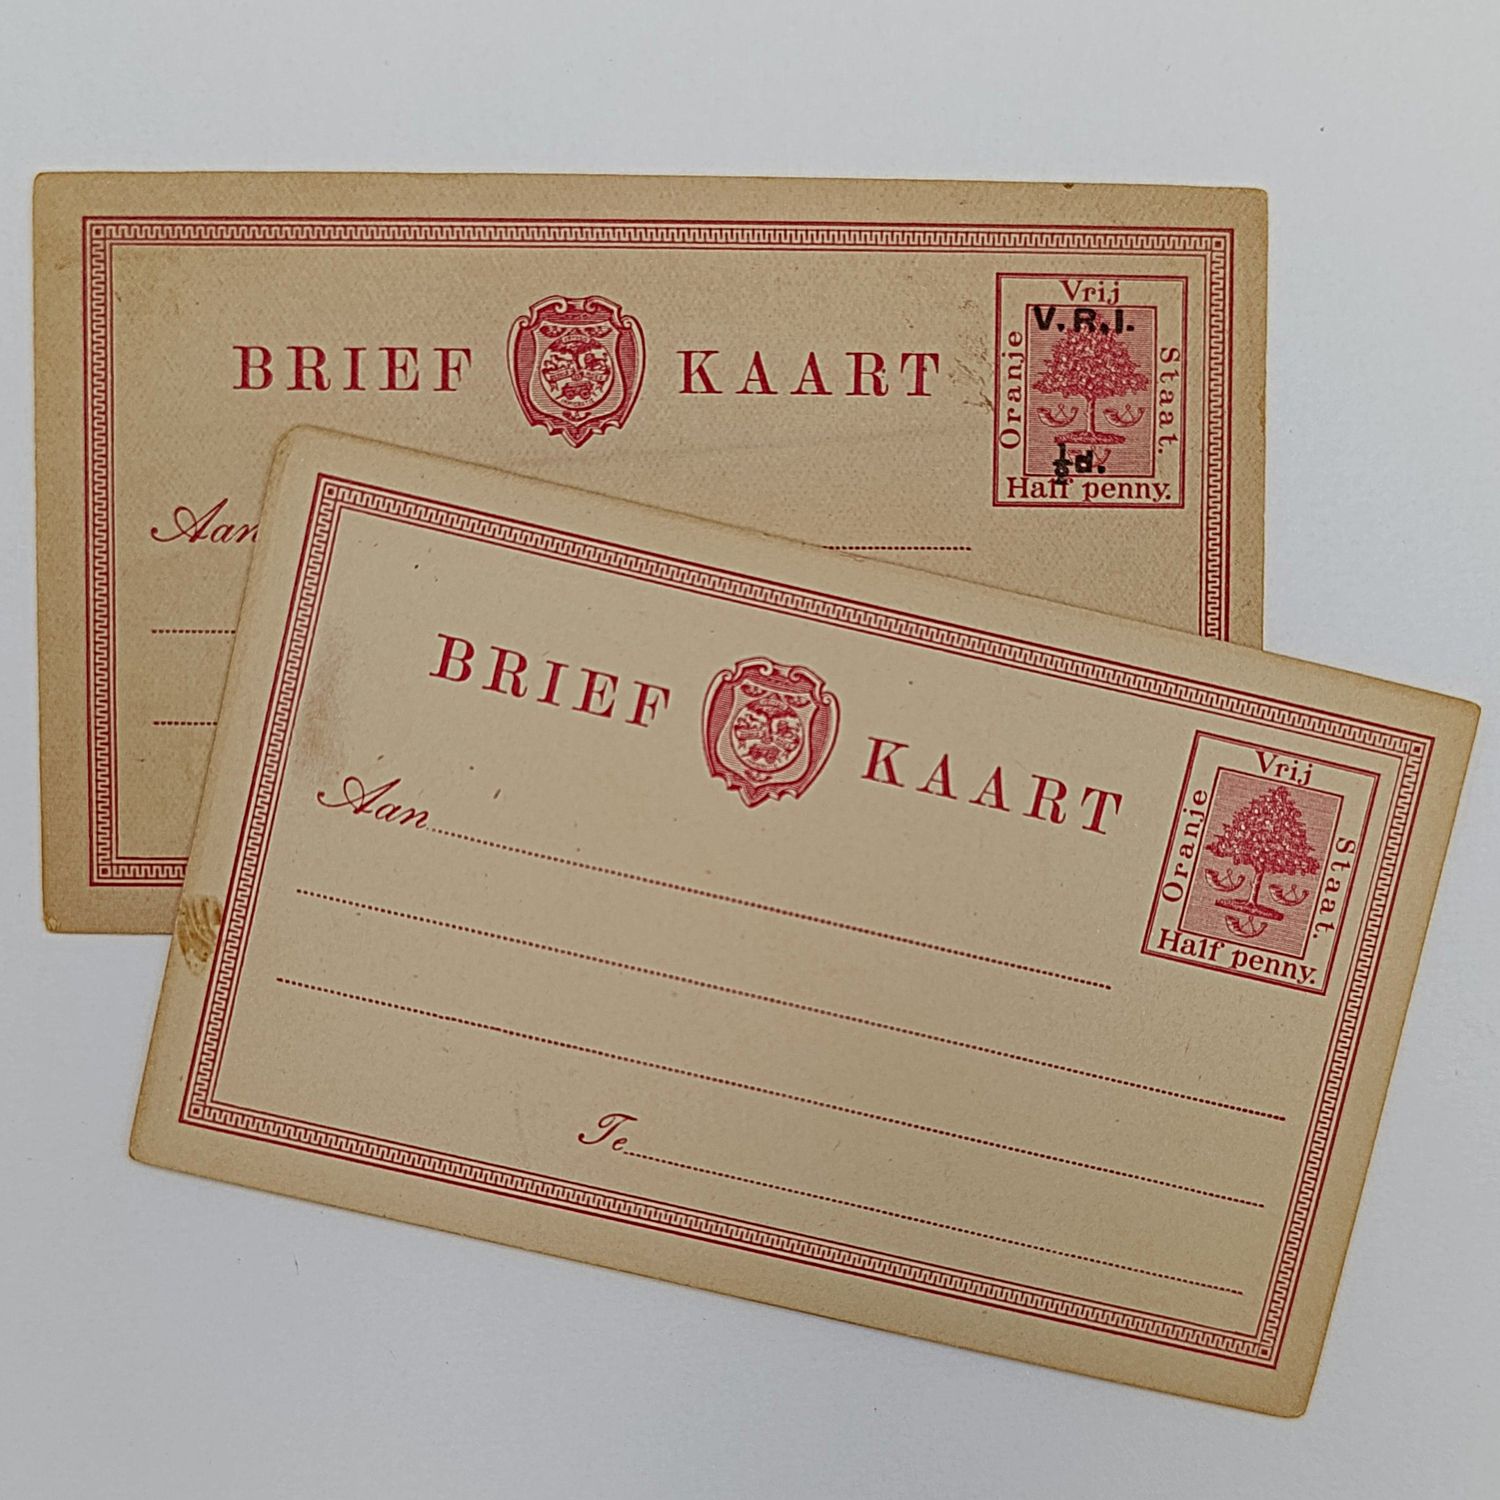 BRIEF KAART
Vrij
Oranje
Staat.
V.R.I.
½d.
Half penny.
Aan
BRIEF KAART
Vrij
Oranje
Staat.
Half penny.
Aan
Te